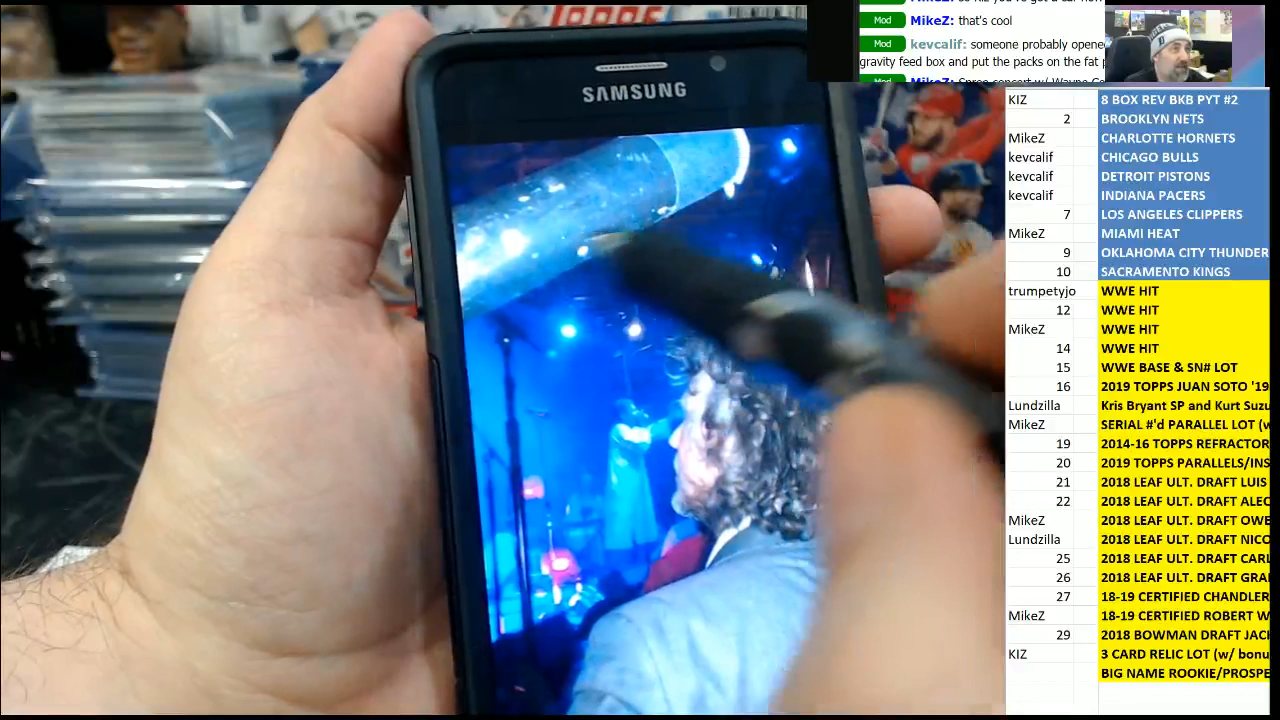 Topps
SAMSUNG
Mod MikeZ: that's cool
Mod kevcalif: someone probably opened
gravity feed box and put the packs on the fat p
KIZ 8 BOX REV BKB PYT #2
2 BROOKLYN NETS
MikeZ CHARLOTTE HORNETS
kevcalif CHICAGO BULLS
kevcalif DETROIT PISTONS
kevcalif INDIANA PACERS
7 LOS ANGELES CLIPPERS
MikeZ MIAMI HEAT
9 OKLAHOMA CITY THUNDER
10 SACRAMENTO KINGS
trumpetyjo WWE HIT
12 WWE HIT
MikeZ WWE HIT
14 WWE HIT
15 WWE BASE & SN# LOT
16 2019 TOPPS JUAN SOTO '19
Lundzilla Kris Bryant SP and Kurt Suzu
MikeZ SERIAL #'d PARALLEL LOT (w
19 2014-16 TOPPS REFRACTOR
20 2019 TOPPS PARALLELS/INS
21 2018 LEAF ULT. DRAFT LUIS
22 2018 LEAF ULT. DRAFT ALEC
MikeZ 2018 LEAF ULT. DRAFT OWE
Lundzilla 2018 LEAF ULT. DRAFT NICO
25 2018 LEAF ULT. DRAFT CARL
26 2018 LEAF ULT. DRAFT GRA
27 18-19 CERTIFIED CHANDLER
MikeZ 18-19 CERTIFIED ROBERT W
29 2018 BOWMAN DRAFT JACK
KIZ 3 CARD RELIC LOT (w/ bonu
BIG NAME ROOKIE/PROSPE